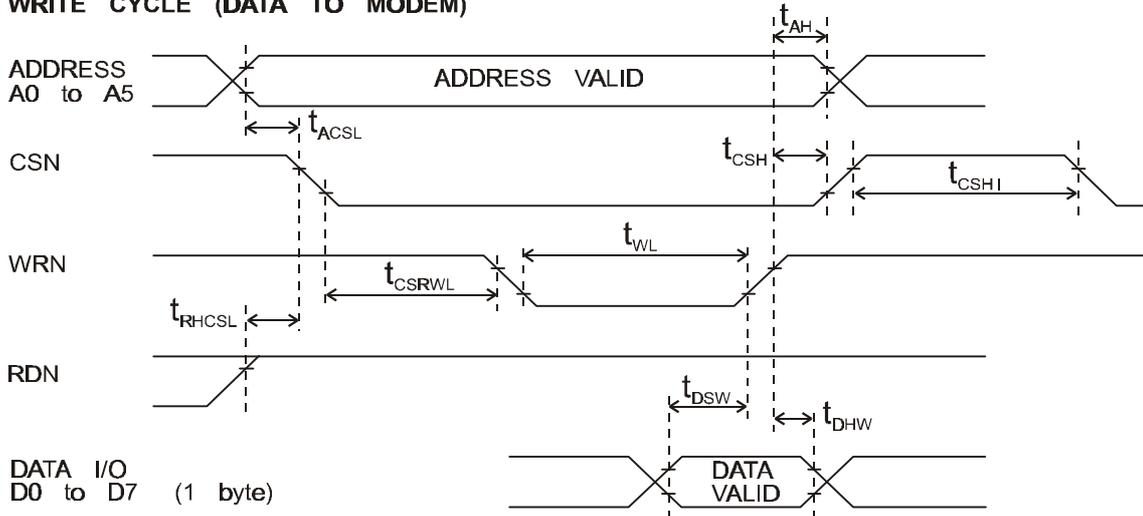 WRITE CYCLE (DATA TO MODEM)
tAH
ADDRESS
A0 to A5
ADDRESS VALID
tACSL
CSN
tCSH
tCSHI
WRN
tWL
tCSRWL
tRHCSL
RDN
tDSW
tDHW
DATA I/O
D0 to D7 (1 byte)
DATA
VALID